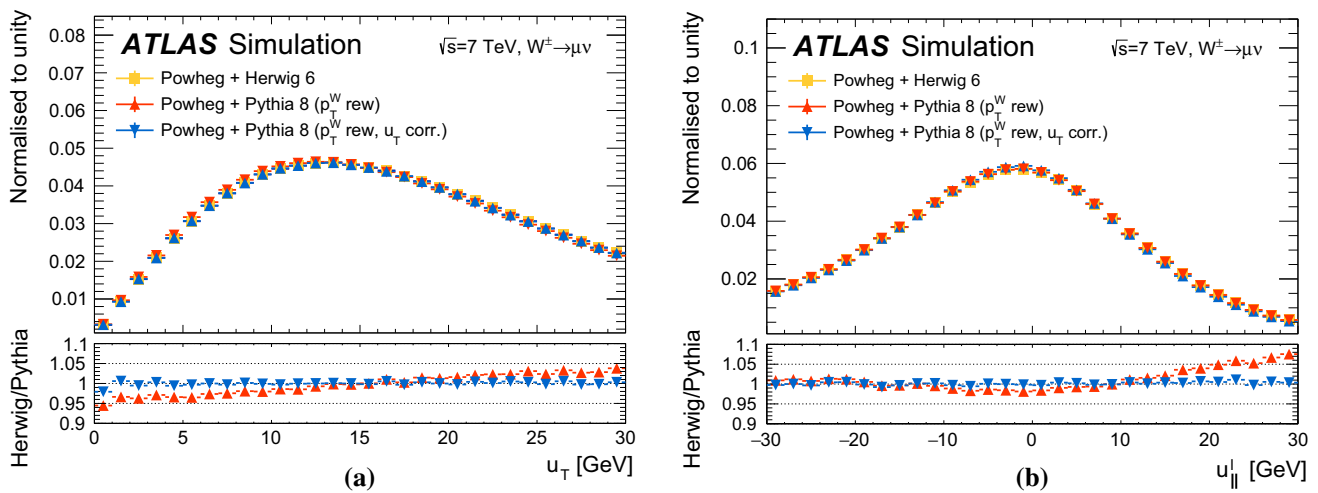 Normalised to unity
0.08
0.07
0.06
0.05
0.04
0.03
0.02
0.01
ATLAS Simulation
√s=7 TeV, W±→μν
Powheg + Herwig 6
Powheg + Pythia 8 (p_T^W rew)
Powheg + Pythia 8 (p_T^W rew, u_T corr.)
Herwig/Pythia
1.1
1.05
1
0.95
0.9
0 5 10 15 20 25 30
u_T [GeV]
(a)
Normalised to unity
0.1
0.08
0.06
0.04
0.02
ATLAS Simulation
√s=7 TeV, W±→μν
Powheg + Herwig 6
Powheg + Pythia 8 (p_T^W rew)
Powheg + Pythia 8 (p_T^W rew, u_T corr.)
Herwig/Pythia
1.1
1.05
1
0.95
0.9
−30 −20 −10 0 10 20 30
u_∥^l [GeV]
(b)